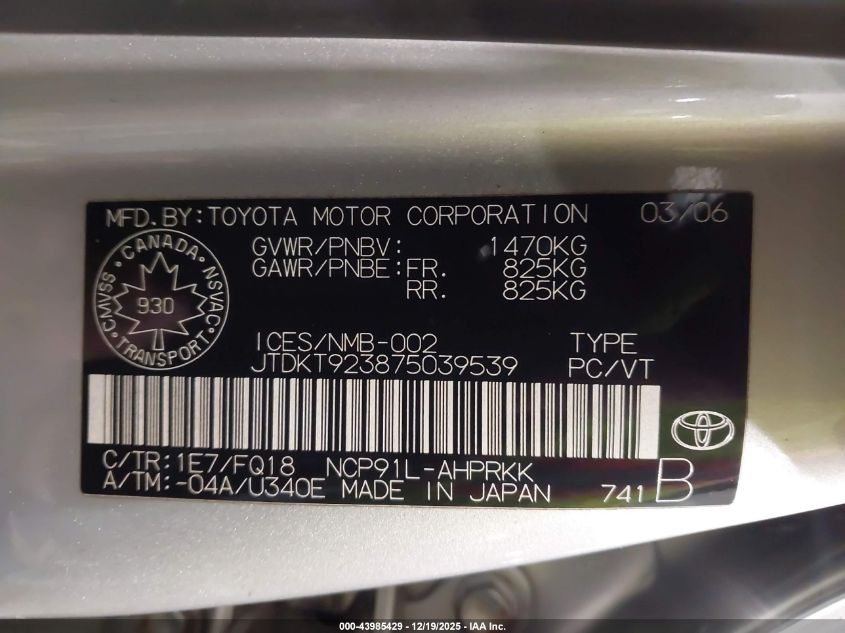 MFD.BY:TOYOTA MOTOR CORPORATION 03/06
GVWR/PNBV: 1470KG
GAWR/PNBE:FR. 825KG
RR. 825KG
CANADA
CMVSS NSVAC
930
TRANSPORT
ICES/NMB-002 TYPE
JTDKT923875039539 PC/VT
C/TR:1E7/FQ18 NCP91L-AHPRKK
A/TM:-04A/U340E MADE IN JAPAN 741 B
000-43985429 - 12/19/2025 - IAA Inc.